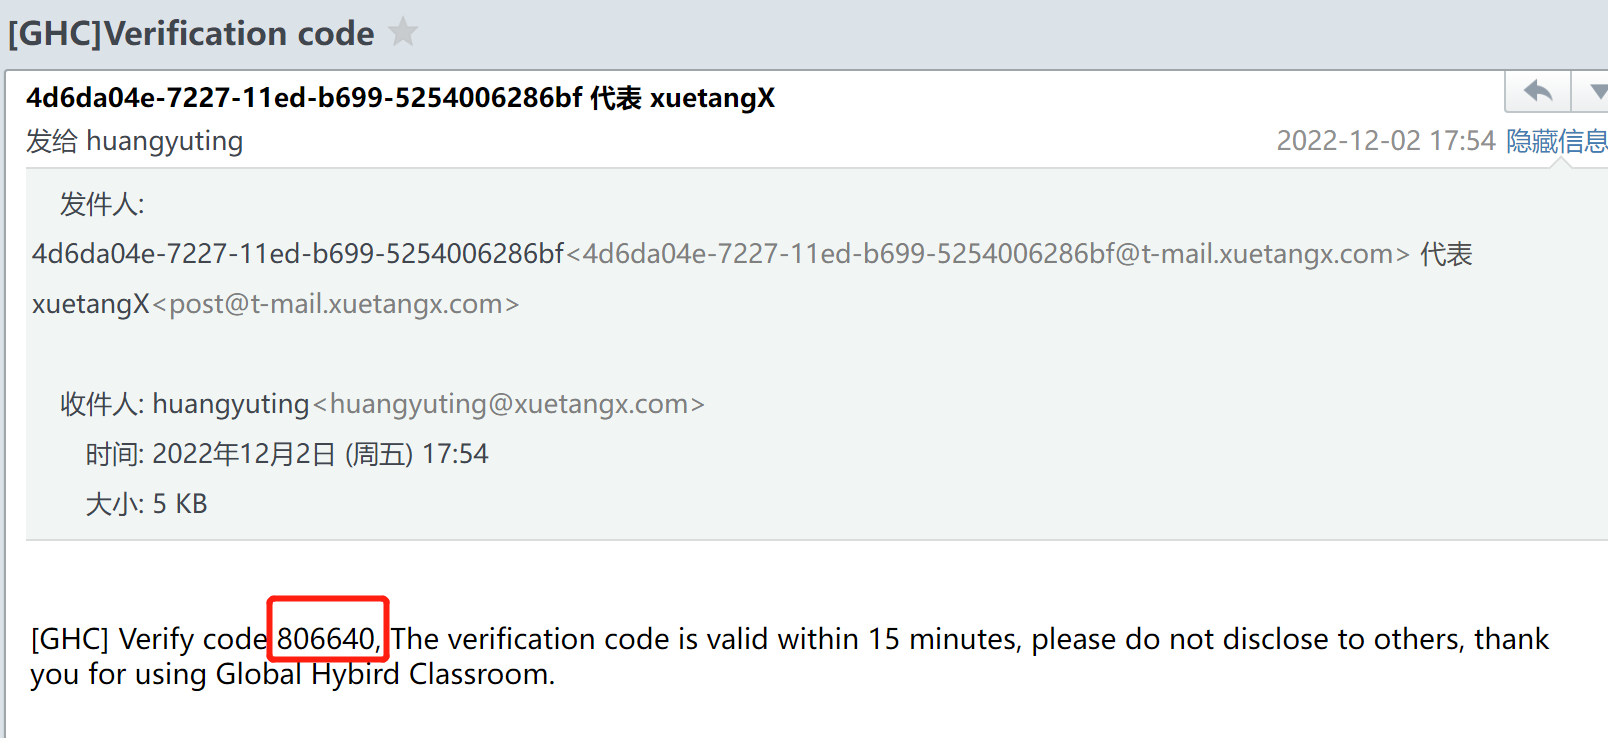 [GHC]Verification code
4d6da04e-7227-11ed-b699-5254006286bf 代表 xuetangX
发给 huangyuting
2022-12-02 17:54 隐藏信息
发件人:
4d6da04e-7227-11ed-b699-5254006286bf<4d6da04e-7227-11ed-b699-5254006286bf@t-mail.xuetangx.com> 代表
xuetangX<post@t-mail.xuetangx.com>
收件人: huangyuting<huangyuting@xuetangx.com>
时间: 2022年12月2日 (周五) 17:54
大小: 5 KB
[GHC] Verify code 806640, The verification code is valid within 15 minutes, please do not disclose to others, thank
you for using Global Hybird Classroom.